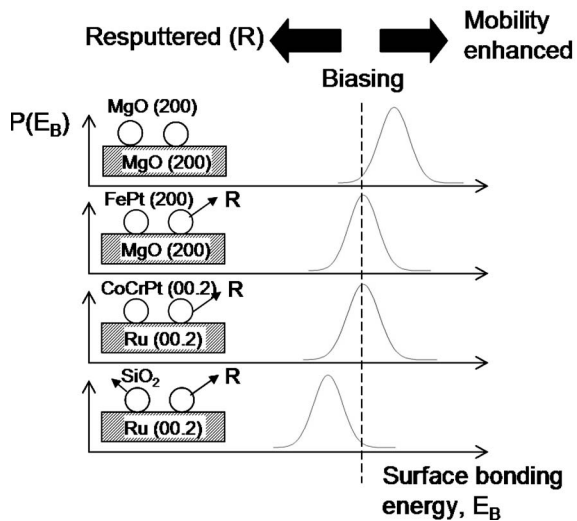 Resputtered (R)
Mobility
enhanced
Biasing
P(E_B)
MgO (200)
MgO (200)
FePt (200)
R
MgO (200)
CoCrPt (00.2)
R
Ru (00.2)
SiO₂
R
Ru (00.2)
Surface bonding
energy, E_B